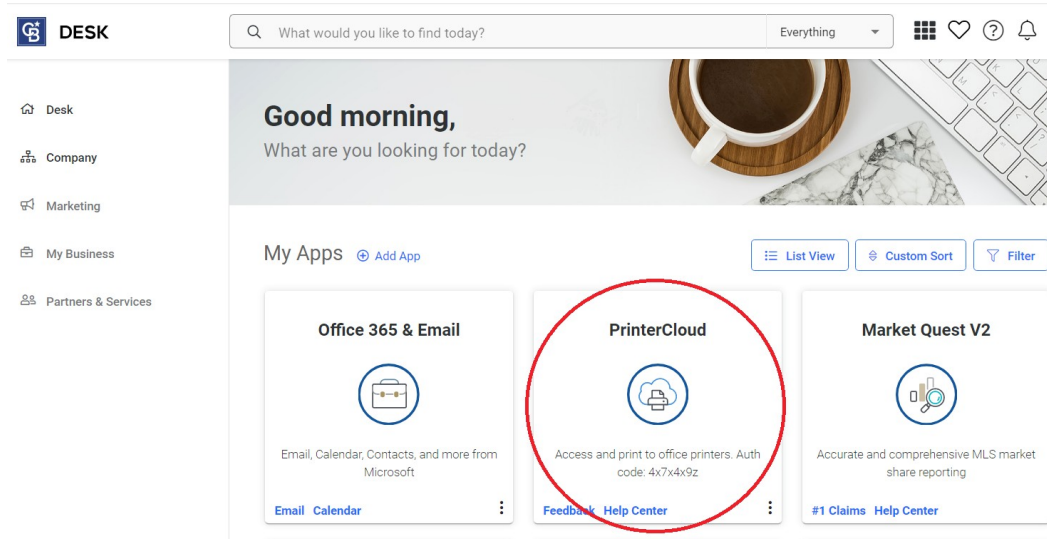 CB DESK
What would you like to find today?
Everything
Desk
Company
Marketing
My Business
Partners & Services
Good morning,
What are you looking for today?
My Apps
Add App
List View
Custom Sort
Filter
Office 365 & Email
Email, Calendar, Contacts, and more from
Microsoft
Email Calendar
PrinterCloud
Access and print to office printers. Auth
code: 4x7x4x9z
Feedback Help Center
Market Quest V2
Accurate and comprehensive MLS market
share reporting
#1 Claims Help Center